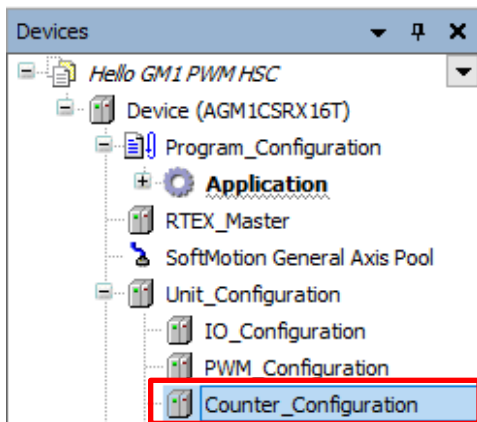 Devices
Hello GM1 PWM HSC
Device (AGM1CSRX16T)
Program_Configuration
Application
RTEX_Master
SoftMotion General Axis Pool
Unit_Configuration
IO_Configuration
PWM_Configuration
Counter_Configuration